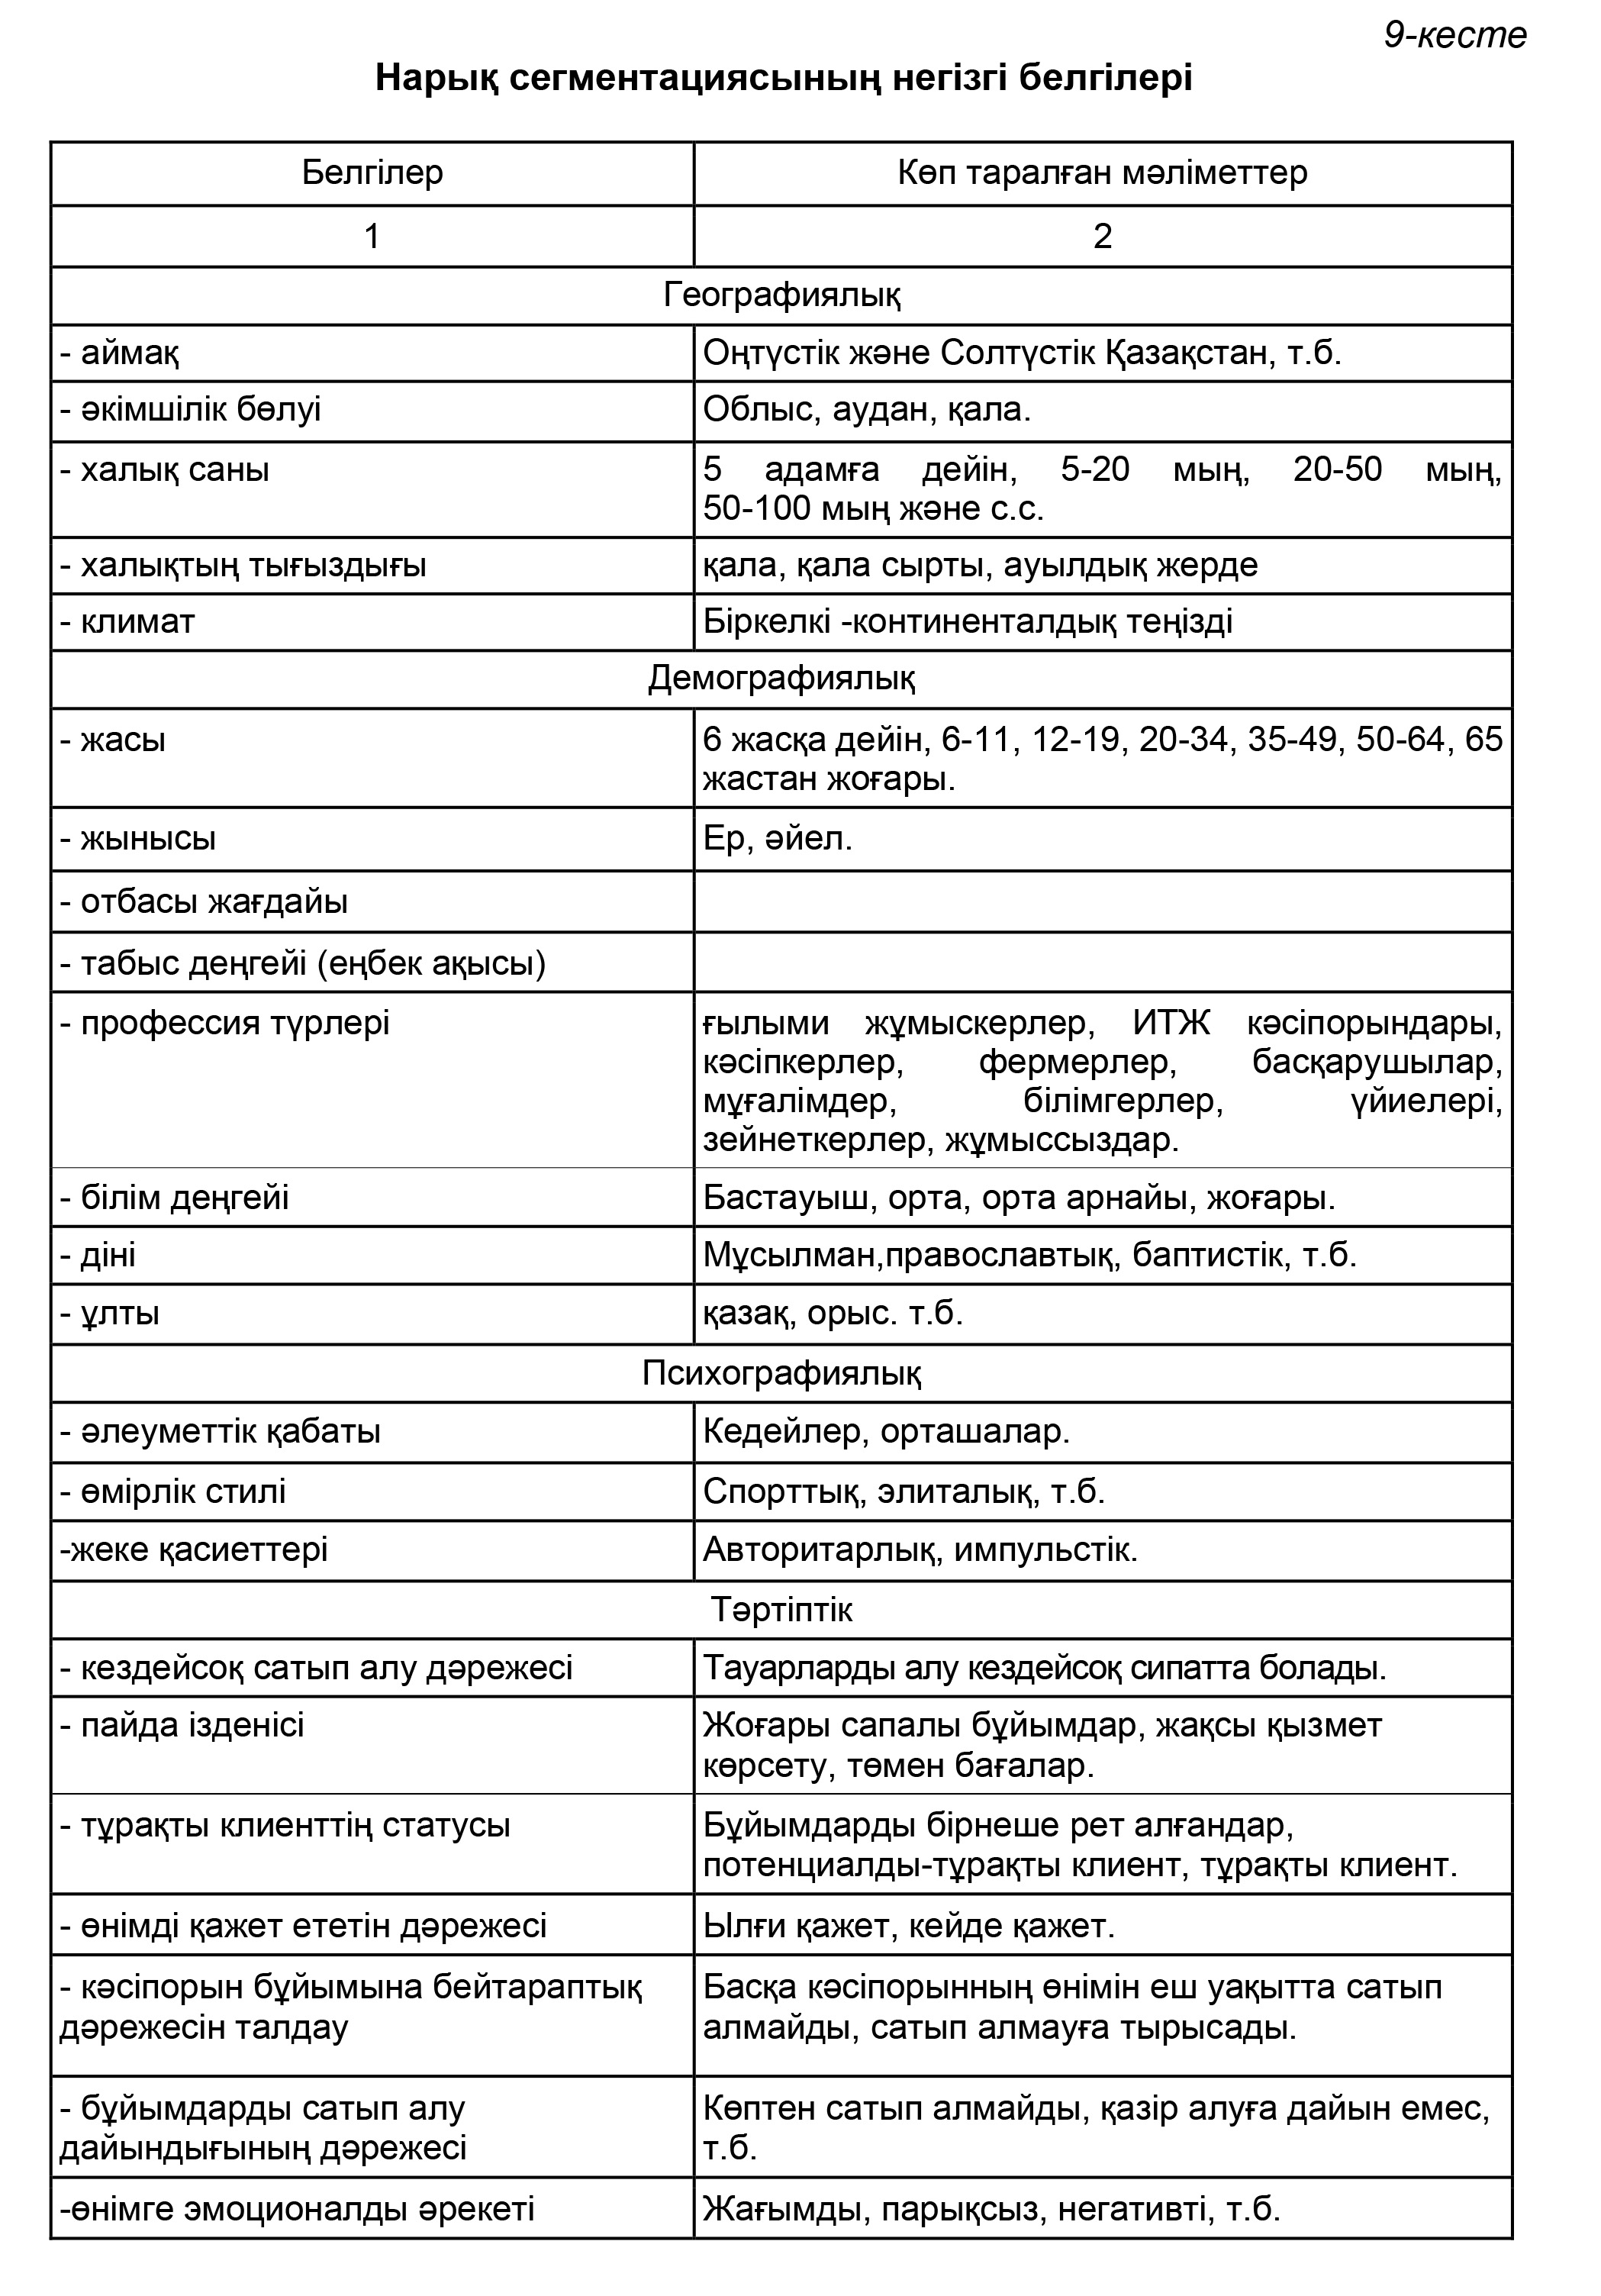 9-кесте
Нарық сегментациясының негізгі белгілері
Белгілер
Көп таралған мәліметтер
1
2
Географиялық
- аймақ
Оңтүстік және Солтүстік Қазақстан, т.б.
- әкімшілік бөлуі
Облыс, аудан, қала.
- халық саны
5 адамға дейін, 5-20 мың, 20-50 мың,
50-100 мың және с.с.
- халықтың тығыздығы
қала, қала сырты, ауылдық жерде
- климат
Біркелкі -континенталдық теңізді
Демографиялық
- жасы
6 жасқа дейін, 6-11, 12-19, 20-34, 35-49, 50-64, 65
жастан жоғары.
- жынысы
Ер, әйел.
- отбасы жағдайы
- табыс деңгейі (еңбек ақысы)
- профессия түрлері
ғылыми жұмыскерлер, ИТЖ кәсіпорындары,
кәсіпкерлер, фермерлер, басқарушылар,
мұғалімдер, білімгерлер, үйиелері,
зейнеткерлер, жұмыссыздар.
- білім деңгейі
Бастауыш, орта, орта арнайы, жоғары.
- діні
Мұсылман,православтық, баптистік, т.б.
- ұлты
қазақ, орыс. т.б.
Психографиялық
- әлеуметтік қабаты
Кедейлер, орташалар.
- өмірлік стилі
Спорттық, элиталық, т.б.
-жеке қасиеттері
Авторитарлық, импульстік.
Тәртіптік
- кездейсоқ сатып алу дәрежесі
Тауарларды алу кездейсоқ сипатта болады.
- пайда ізденісі
Жоғары сапалы бұйымдар, жақсы қызмет
көрсету, төмен бағалар.
- тұрақты клиенттің статусы
Бұйымдарды бірнеше рет алғандар,
потенциалды-тұрақты клиент, тұрақты клиент.
- өнімді қажет ететін дәрежесі
Ылғи қажет, кейде қажет.
- кәсіпорын бұйымына бейтараптық
дәрежесін талдау
Басқа кәсіпорынның өнімін еш уақытта сатып
алмайды, сатып алмауға тырысады.
- бұйымдарды сатып алу
дайындығының дәрежесі
Көптен сатып алмайды, қазір алуға дайын емес,
т.б.
-өнімге эмоционалды әрекеті
Жағымды, парықсыз, негативті, т.б.